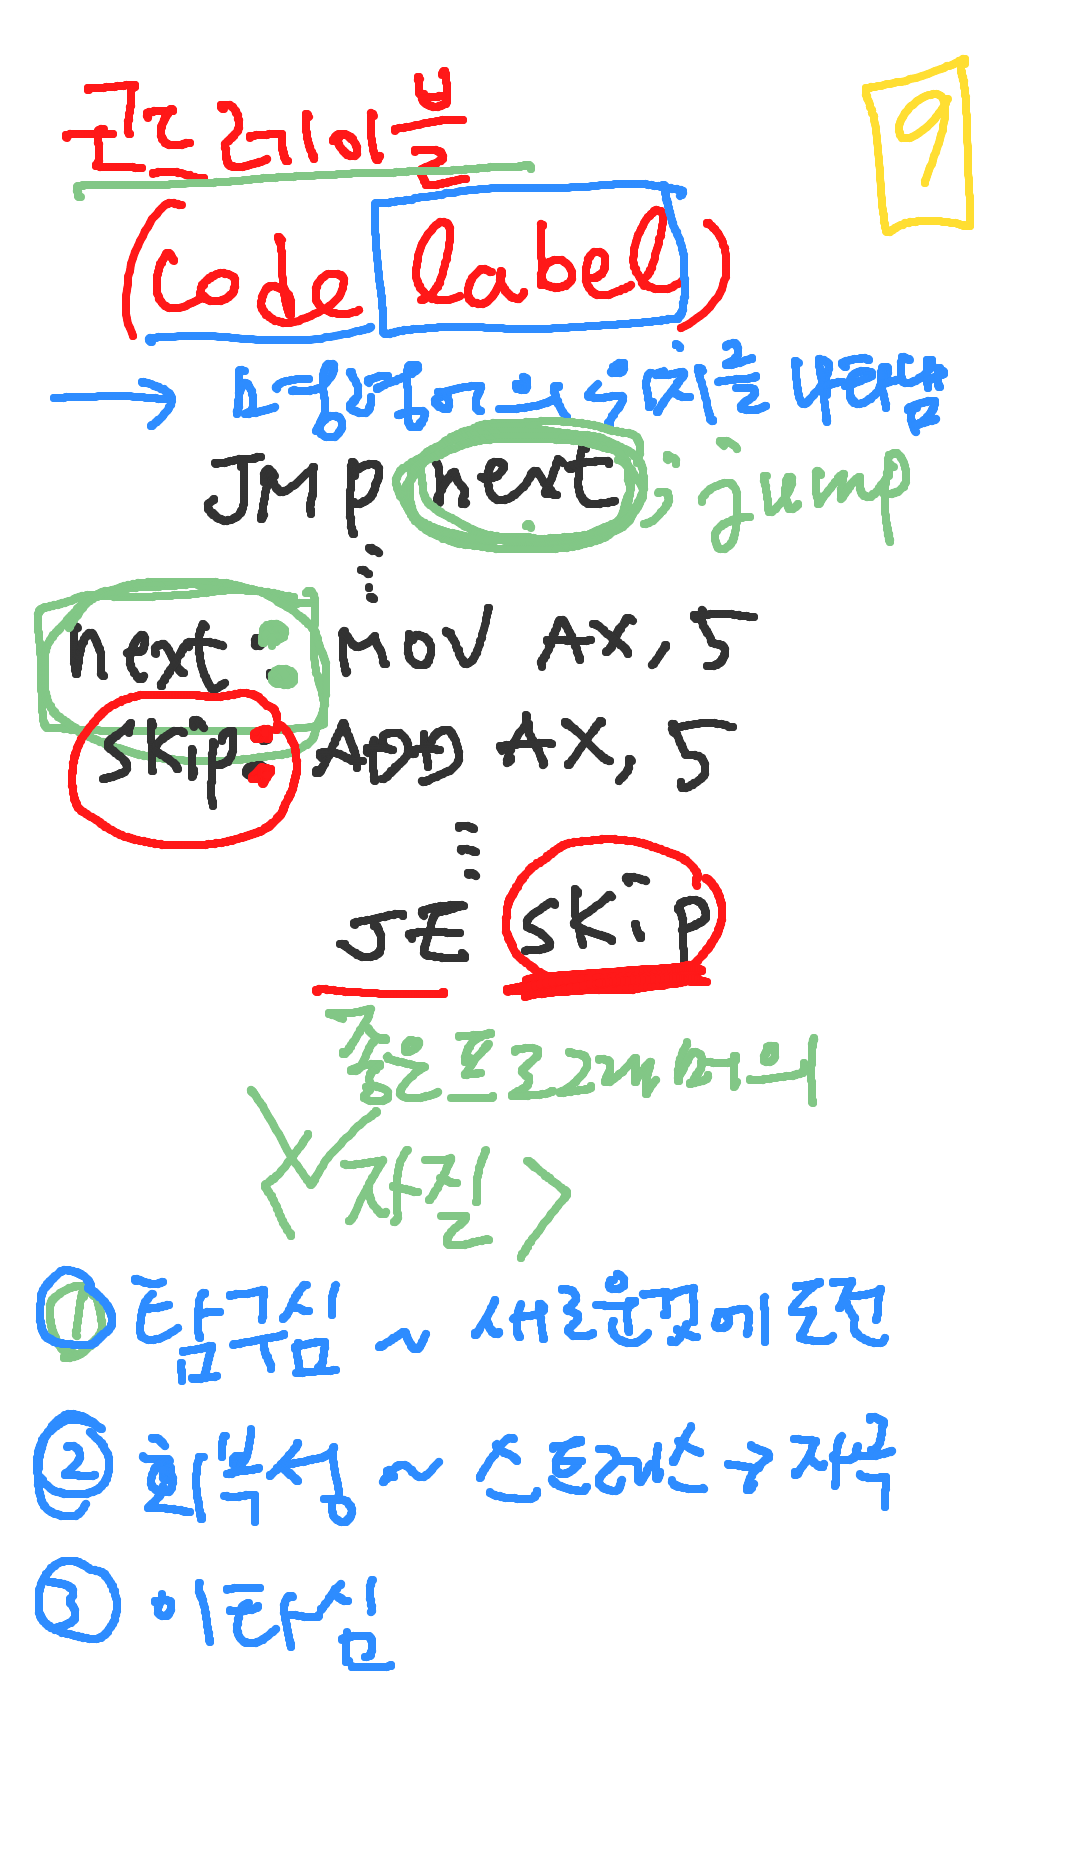 코드레이블
9
(Code label)
→ 명령어의 위치를 나타냄
JMP next ; jump
⋮
next: MOV AX, 5
skip: ADD AX, 5
⋮
JE skip
좋은 프로그래머의
<자질>
① 탐구심 ~ 새로운것에 도전
② 회복성 ~ 스트레스 → 자극
③ 이타심